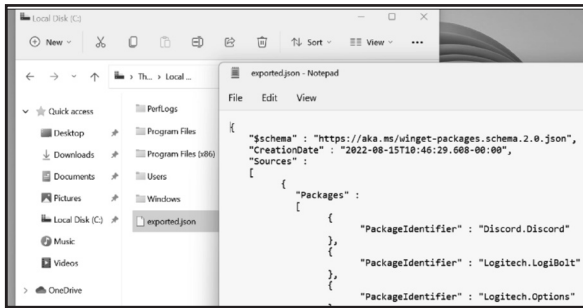 Local Disk (C:)
New
Sort
View
Th... > Local ...
Quick access
Desktop
Downloads
Documents
Pictures
Local Disk (C:)
Music
Videos
OneDrive
PerfLogs
Program Files
Program Files (x86)
Users
Windows
exported.json
exported.json - Notepad
File Edit View
{
"$schema" : "https://aka.ms/winget-packages.schema.2.0.json",
"CreationDate" : "2022-08-15T10:46:29.608-00:00",
"Sources" :
[
{
"Packages" :
[
{
"PackageIdentifier" : "Discord.Discord"
},
{
"PackageIdentifier" : "Logitech.LogiBolt"
},
{
"PackageIdentifier" : "Logitech.Options"